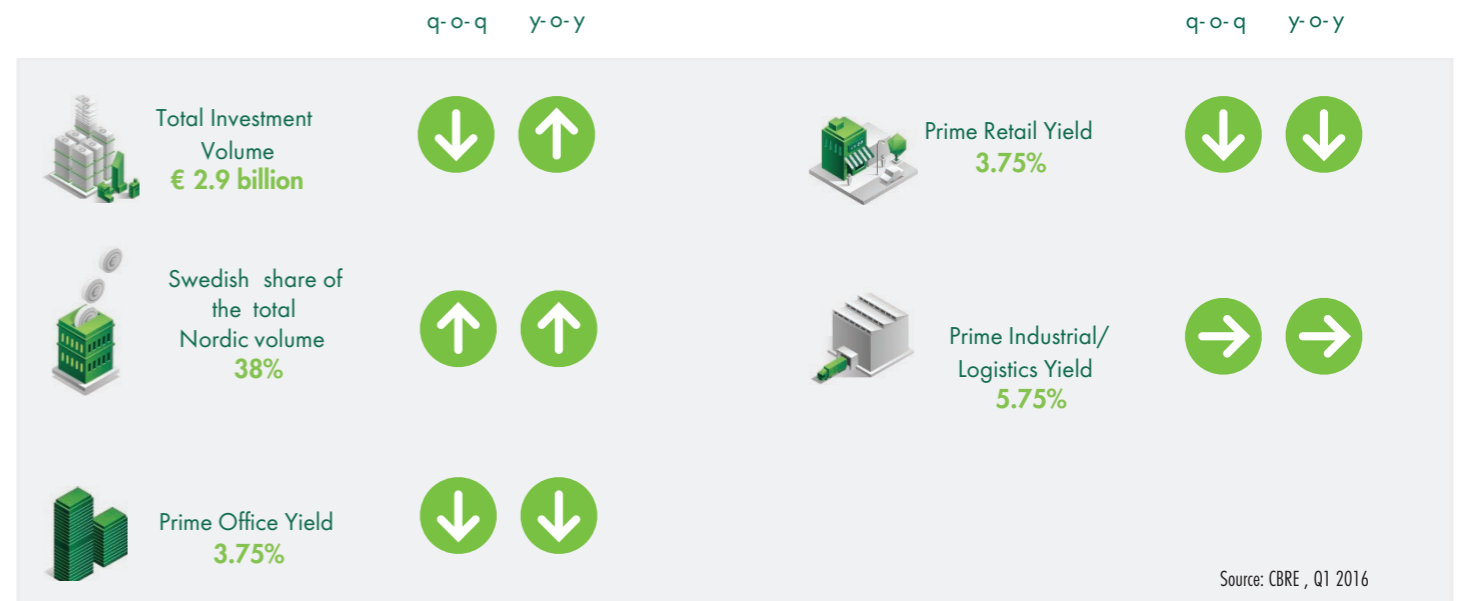 q-o-q y-o-y
q-o-q y-o-y
Total Investment
Volume
€ 2.9 billion
Swedish share of
the total
Nordic volume
38%
Prime Office Yield
3.75%
Prime Retail Yield
3.75%
Prime Industrial/
Logistics Yield
5.75%
Source: CBRE , Q1 2016